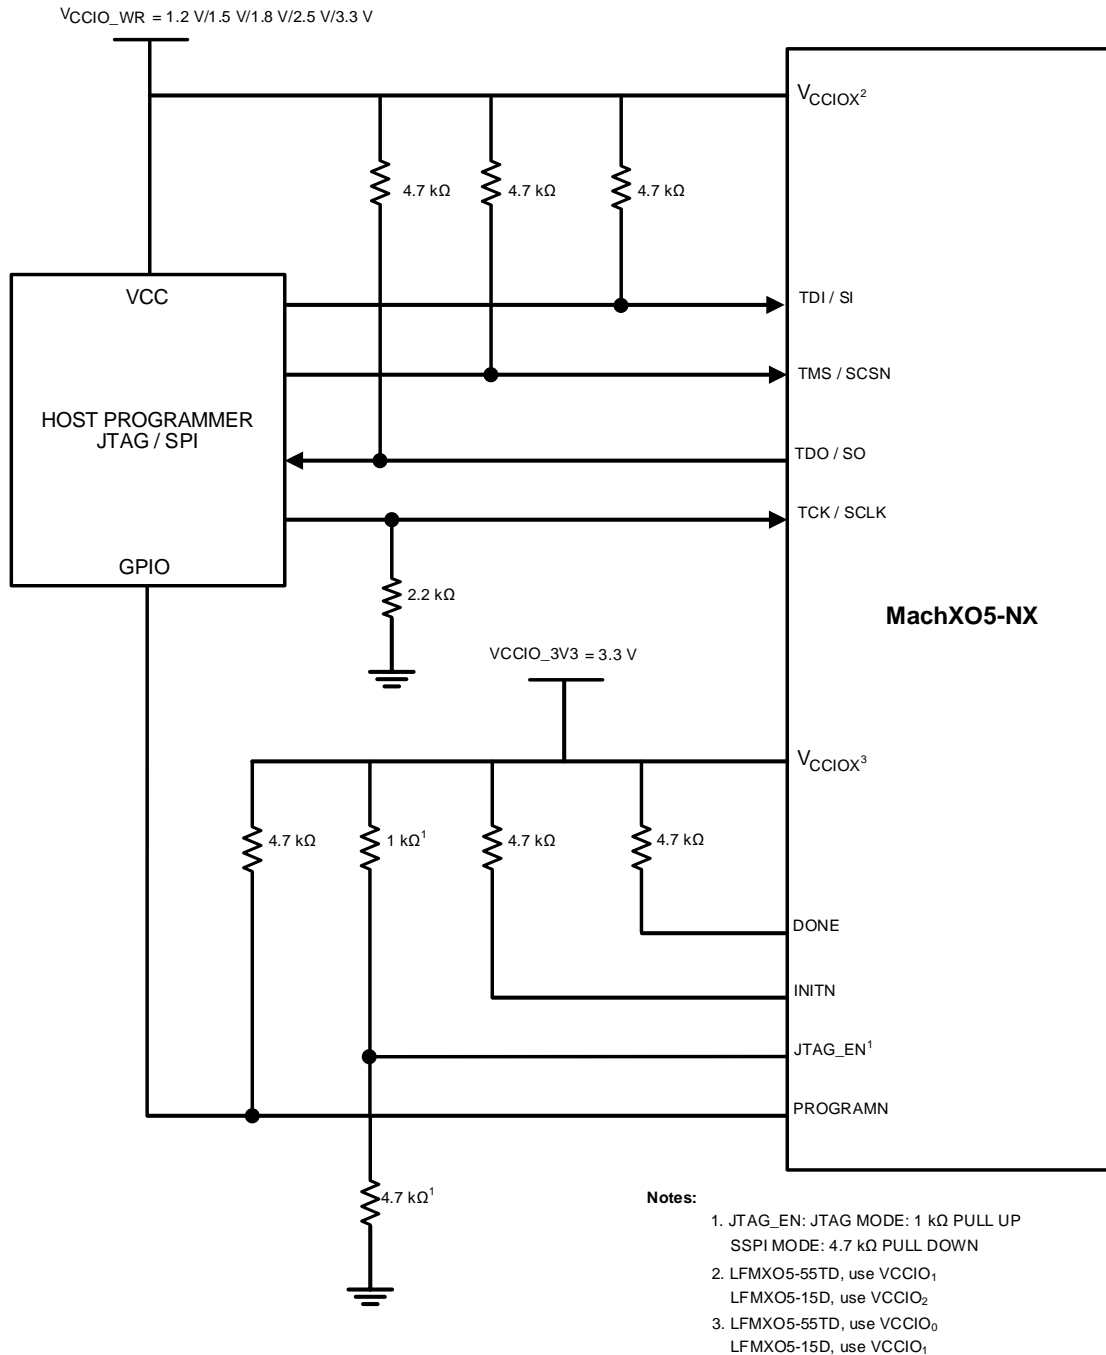 VCCIO_WR = 1.2 V/1.5 V/1.8 V/2.5 V/3.3 V
VCCIOX2
4.7 kΩ
4.7 kΩ
4.7 kΩ
VCC
TDI / SI
TMS / SCSN
HOST PROGRAMMER
JTAG / SPI
TDO / SO
TCK / SCLK
GPIO
2.2 kΩ
MachXO5-NX
VCCIO_3V3 = 3.3 V
VCCIOX3
4.7 kΩ
1 kΩ1
4.7 kΩ
4.7 kΩ
DONE
INITN
JTAG_EN1
PROGRAMN
4.7 kΩ1
Notes:
1. JTAG_EN: JTAG MODE: 1 kΩ PULL UP
SSPI MODE: 4.7 kΩ PULL DOWN
2. LFMXO5-55TD, use VCCIO1
LFMXO5-15D, use VCCIO2
3. LFMXO5-55TD, use VCCIO0
LFMXO5-15D, use VCCIO1